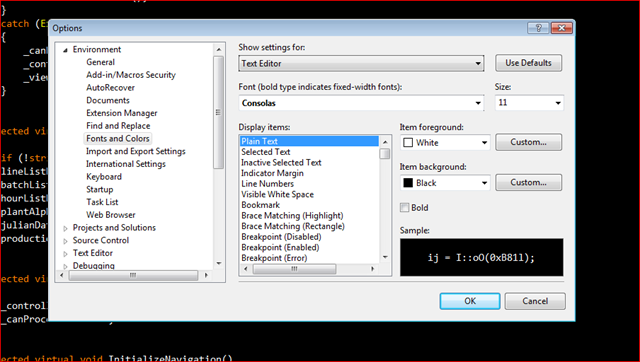 }
catch (E
Options
{
_can
_c
_vie
}
Environment
General
Add-in/Macros Security
AutoRecover
Documents
Extension Manager
Find and Replace
Fonts and Colors
Import and Export Settings
International Settings
Keyboard
Startup
Task List
Web Browser
Projects and Solutions
Source Control
Text Editor
Debugging
Show settings for:
Text Editor
Use Defaults
Font (bold type indicates fixed-width fonts):
Size:
Consolas
11
Display items:
Plain Text
Selected Text
Inactive Selected Text
Indicator Margin
Line Numbers
Visible White Space
Bookmark
Brace Matching (Highlight)
Brace Matching (Rectangle)
Breakpoint (Disabled)
Breakpoint (Enabled)
Breakpoint (Error)
Item foreground:
White
Custom...
Item background:
Black
Custom...
Bold
Sample:
ij = I::oO(0xB81l);
OK
Cancel
ected vir
if (!str
lineList
batchLis
hourList
plantAlp
julianDa
production
ected vi
_control
_canProce
ected virtual void InitializeNavigation()